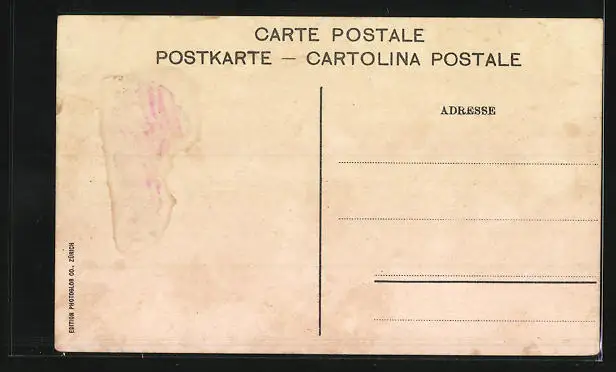 CARTE POSTALE
POSTKARTE — CARTOLINA POSTALE
ADRESSE
EDITION PHOTOGLOB CO., ZÜRICH